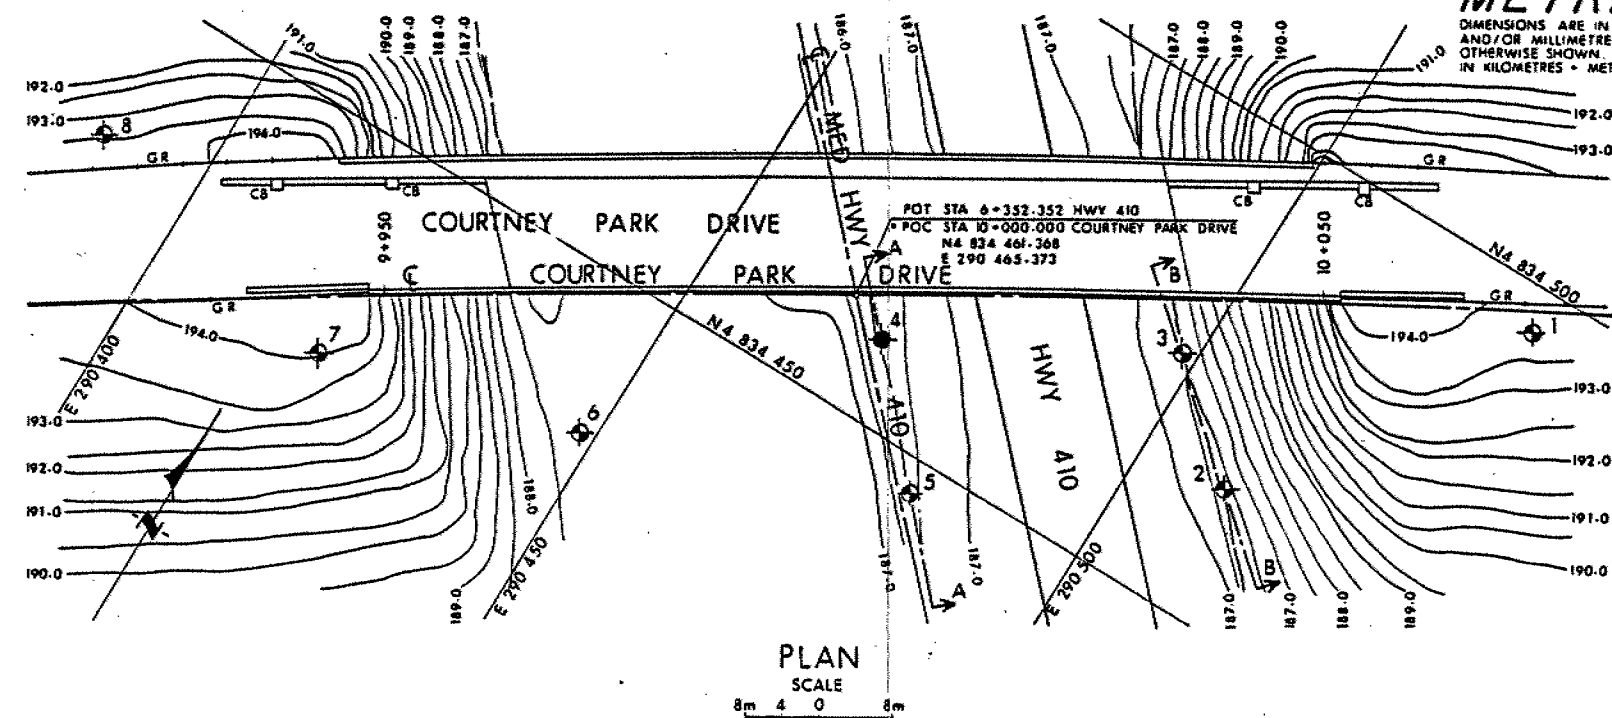 METR
DIMENSIONS ARE IN
AND/OR MILLIMETRE
OTHERWISE SHOWN.
IN KILOMETRES + MET
191.0
190.0
189.0
188.0
187.0
186.0
187.0
187.0
187.0
188.0
189.0
190.0
191.0
192.0
193.0
8
194.0
GR
192.0
193.0
GR
CB
CB
CB
CB
MED
HWY
COURTNEY PARK DRIVE
9+950
POT STA 6+352.352 HWY 410
POC STA 10+000.000 COURTNEY PARK DRIVE
N4 834 461.368
E 290 465.373
A
10+050
N4 834 500
COURTNEY PARK DRIVE
B
GR
GR
194.0
7
E 290 400
N4 834 450
4
3
194.0
1
HWY 410
410
6
193.0
192.0
191.0
190.0
188.0
5
2
193.0
192.0
191.0
190.0
E 290 450
189.0
187.0
187.0
A
E 290 500
B
187.0
187.0
188.0
189.0
N
PLAN
SCALE
8m 4 0 8m